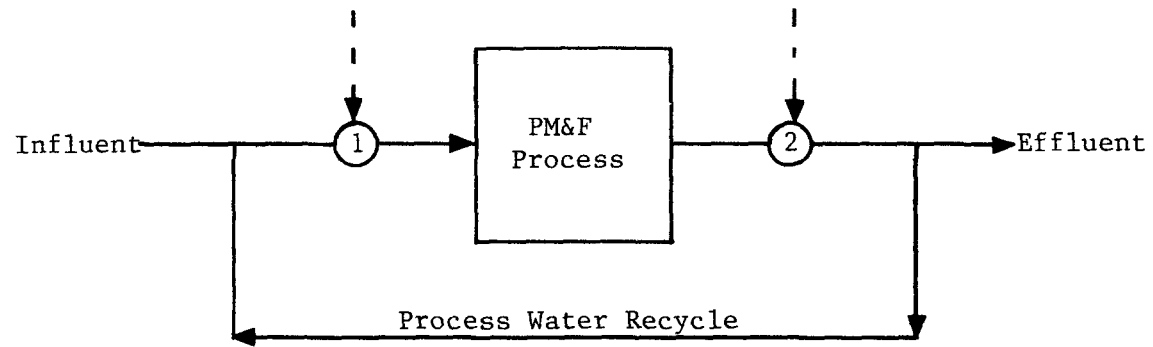 PM&F
Process
Influent
1
2
Effluent
Process Water Recycle